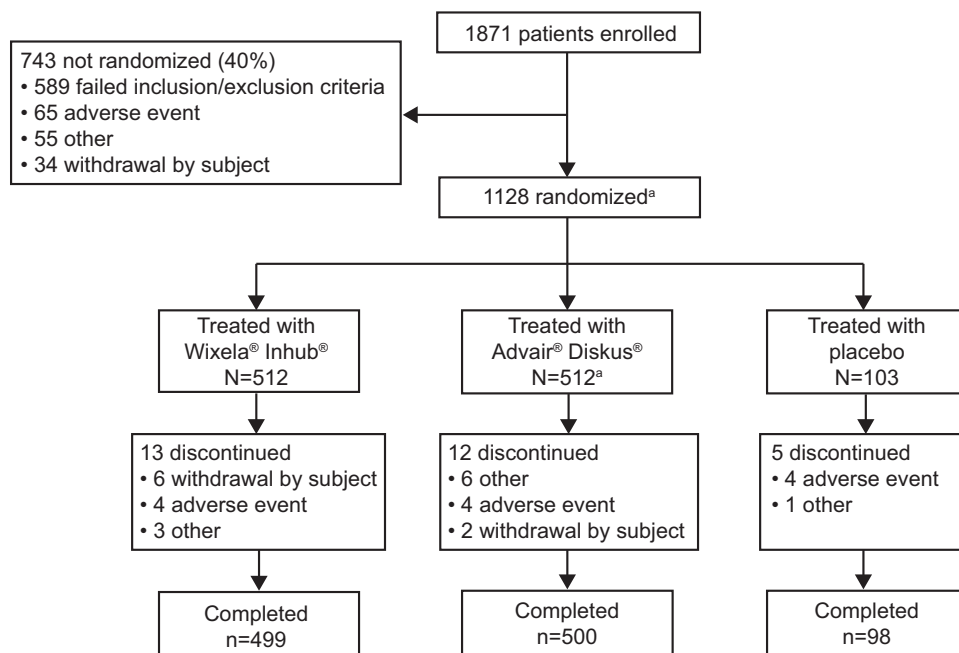 1871 patients enrolled
743 not randomized (40%)
• 589 failed inclusion/exclusion criteria
• 65 adverse event
• 55 other
• 34 withdrawal by subject
1128 randomizedᵃ
Treated with
Wixela® Inhub®
N=512
Treated with
Advair® Diskus®
N=512ᵃ
Treated with
placebo
N=103
13 discontinued
• 6 withdrawal by subject
• 4 adverse event
• 3 other
12 discontinued
• 6 other
• 4 adverse event
• 2 withdrawal by subject
5 discontinued
• 4 adverse event
• 1 other
Completed
n=499
Completed
n=500
Completed
n=98